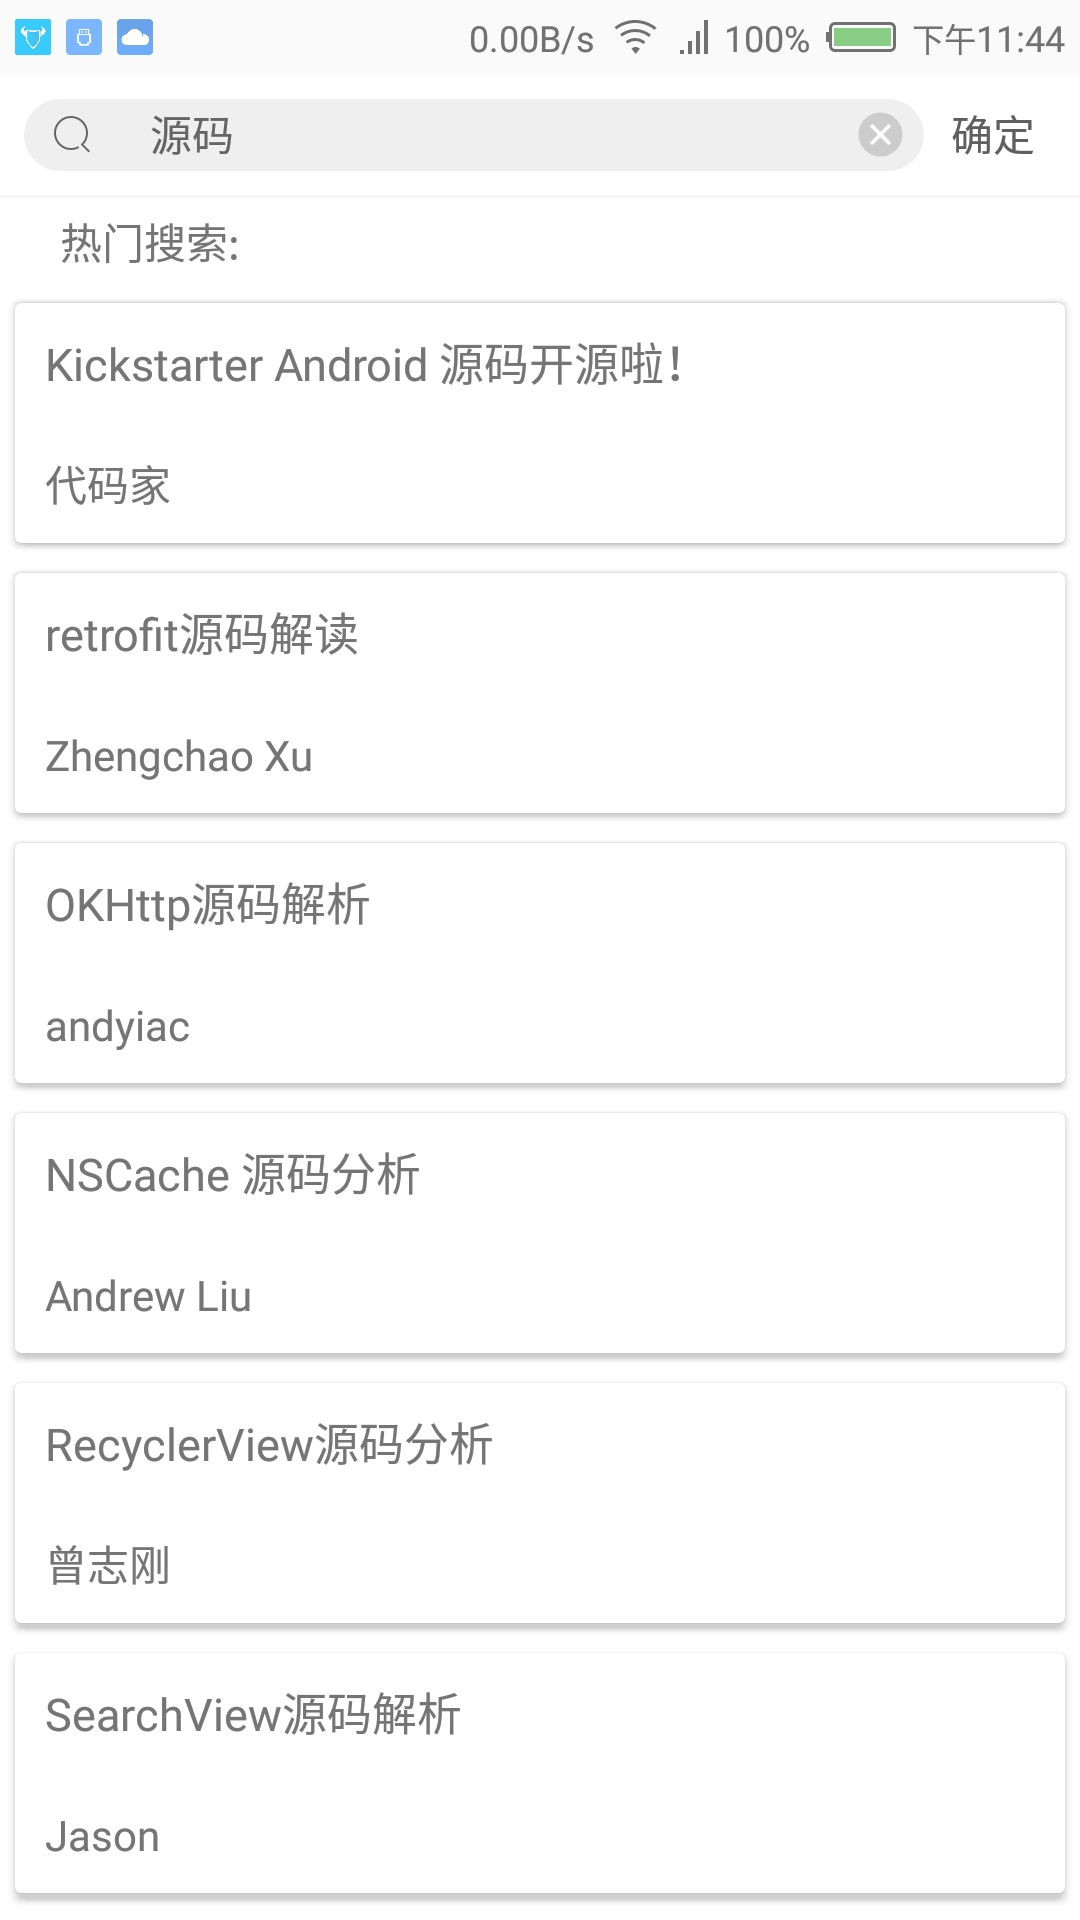 0.00B/s 100% 下午11:44
源码 确定
热门搜索:
Kickstarter Android 源码开源啦！
代码家
retrofit源码解读
Zhengchao Xu
OKHttp源码解析
andyiac
NSCache 源码分析
Andrew Liu
RecyclerView源码分析
曾志刚
SearchView源码解析
Jason